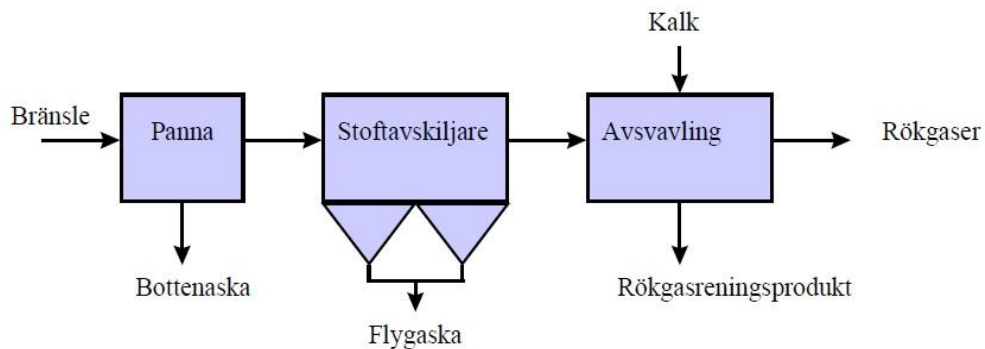 Kalk
Bränsle
Panna
Stoftavskiljare
Avsvavling
Rökgaser
Bottenaska
Rökgasreningsprodukt
Flygaska